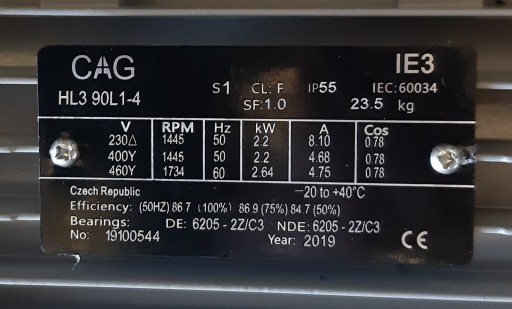 CAG IE3
HL3 90L1-4 S1 CL: F IP55 IEC:60034
SF:1.0 23.5 kg
V RPM Hz kW A Cos
230△ 1445 50 2.2 8.10 0.78
400Y 1445 50 2.2 4.68 0.78
460Y 1734 60 2.64 4.75 0.78
Czech Republic −20 to +40°C
Efficiency: (50HZ) 86.7 (100%) 86.9 (75%) 84.7 (50%)
Bearings: DE: 6205 - 2Z/C3 NDE: 6205 - 2Z/C3
No: 19100544 Year: 2019 CE